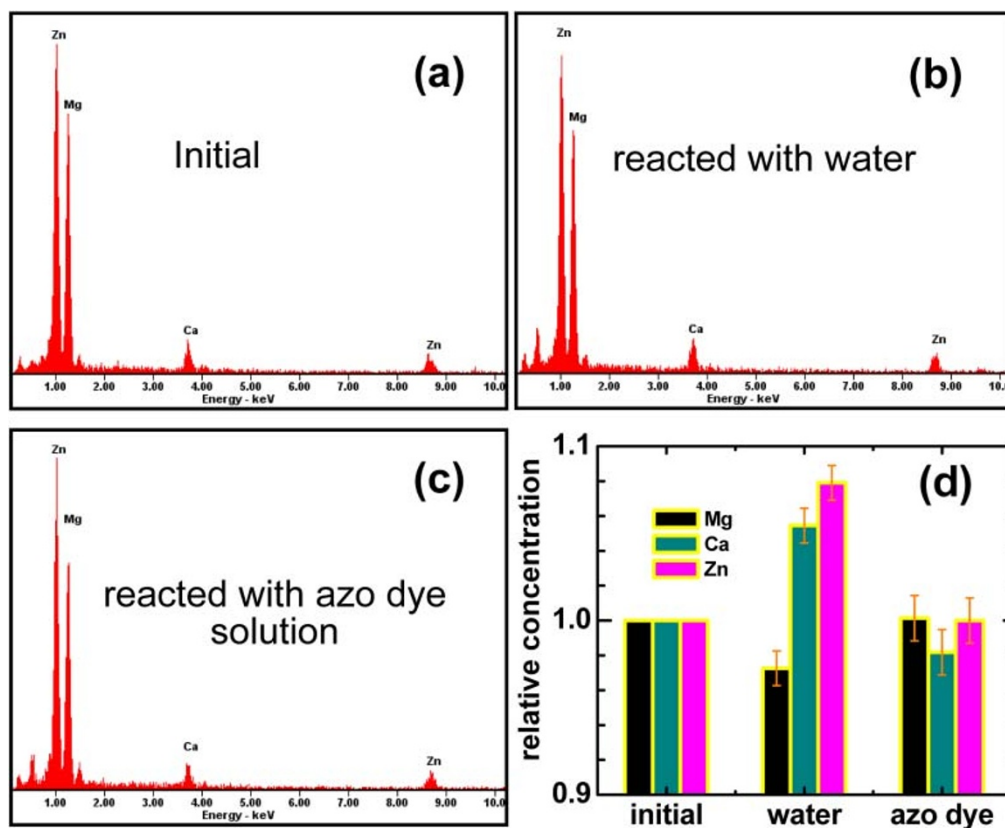 Zn
(a)
Mg
Initial
Ca
Zn
1.00 2.00 3.00 4.00 5.00 6.00 7.00 8.00 9.00 10.0
Energy - keV
Zn
(b)
Mg
reacted with water
Ca
Zn
1.00 2.00 3.00 4.00 5.00 6.00 7.00 8.00 9.00 10.0
Energy - keV
Zn
(c)
Mg
reacted with azo dye
solution
Ca
Zn
1.00 2.00 3.00 4.00 5.00 6.00 7.00 8.00 9.00 10.0
Energy - keV
1.1
(d)
Mg
Ca
Zn
relative concentration
1.0
0.9
initial water azo dye